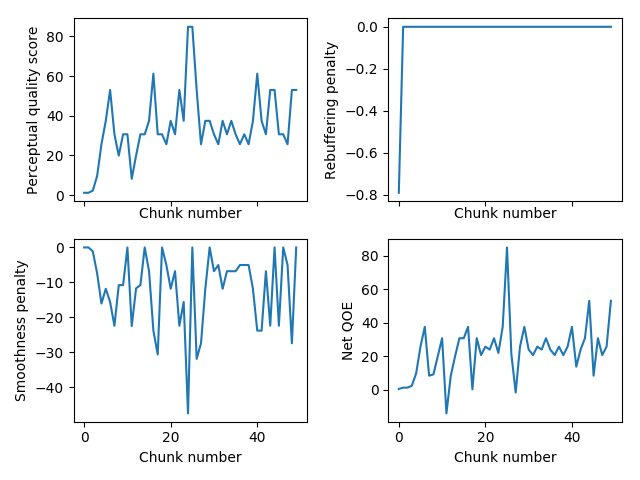 Perceptual quality score
80
60
40
20
0
Chunk number
Rebuffering penalty
0.0
−0.2
−0.4
−0.6
−0.8
Chunk number
Smoothness penalty
0
−10
−20
−30
−40
0 20 40
Chunk number
Net QOE
80
60
40
20
0
0 20 40
Chunk number